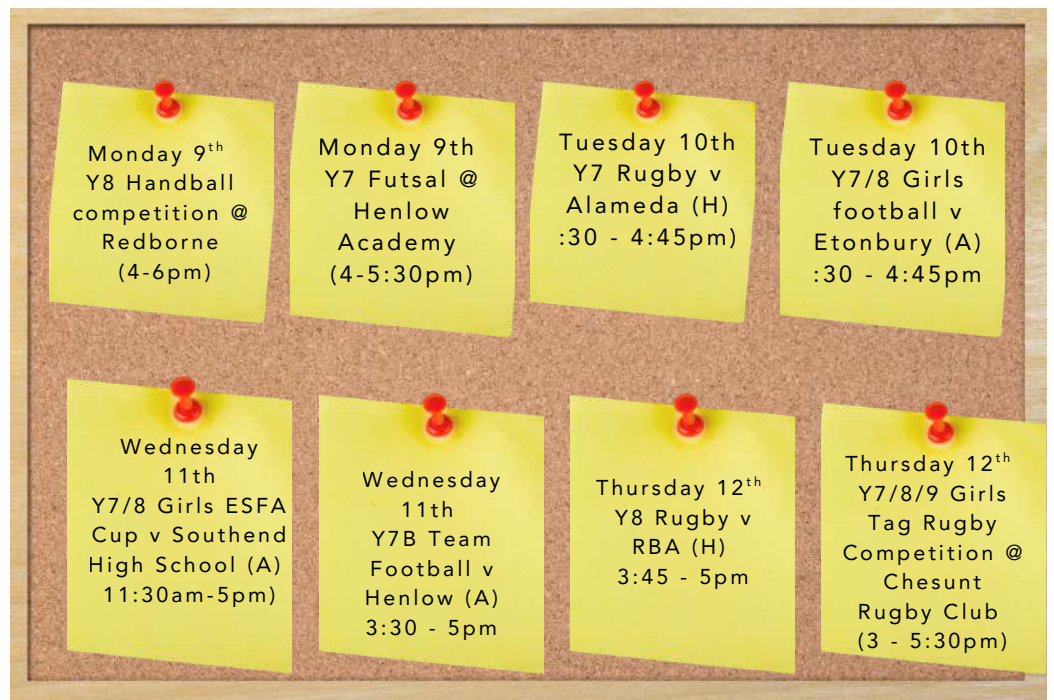 Monday 9th
Y8 Handball
competition @
Redborne
(4-6pm)
Monday 9th
Y7 Futsal @
Henlow
Academy
(4-5:30pm)
Tuesday 10th
Y7 Rugby v
Alameda (H)
:30 - 4:45pm)
Tuesday 10th
Y7/8 Girls
football v
Etonbury (A)
:30 - 4:45pm
Wednesday
11th
Y7/8 Girls ESFA
Cup v Southend
High School (A)
11:30am-5pm)
Wednesday
11th
Y7B Team
Football v
Henlow (A)
3:30 - 5pm
Thursday 12th
Y8 Rugby v
RBA (H)
3:45 - 5pm
Thursday 12th
Y7/8/9 Girls
Tag Rugby
Competition @
Chesunt
Rugby Club
(3 - 5:30pm)